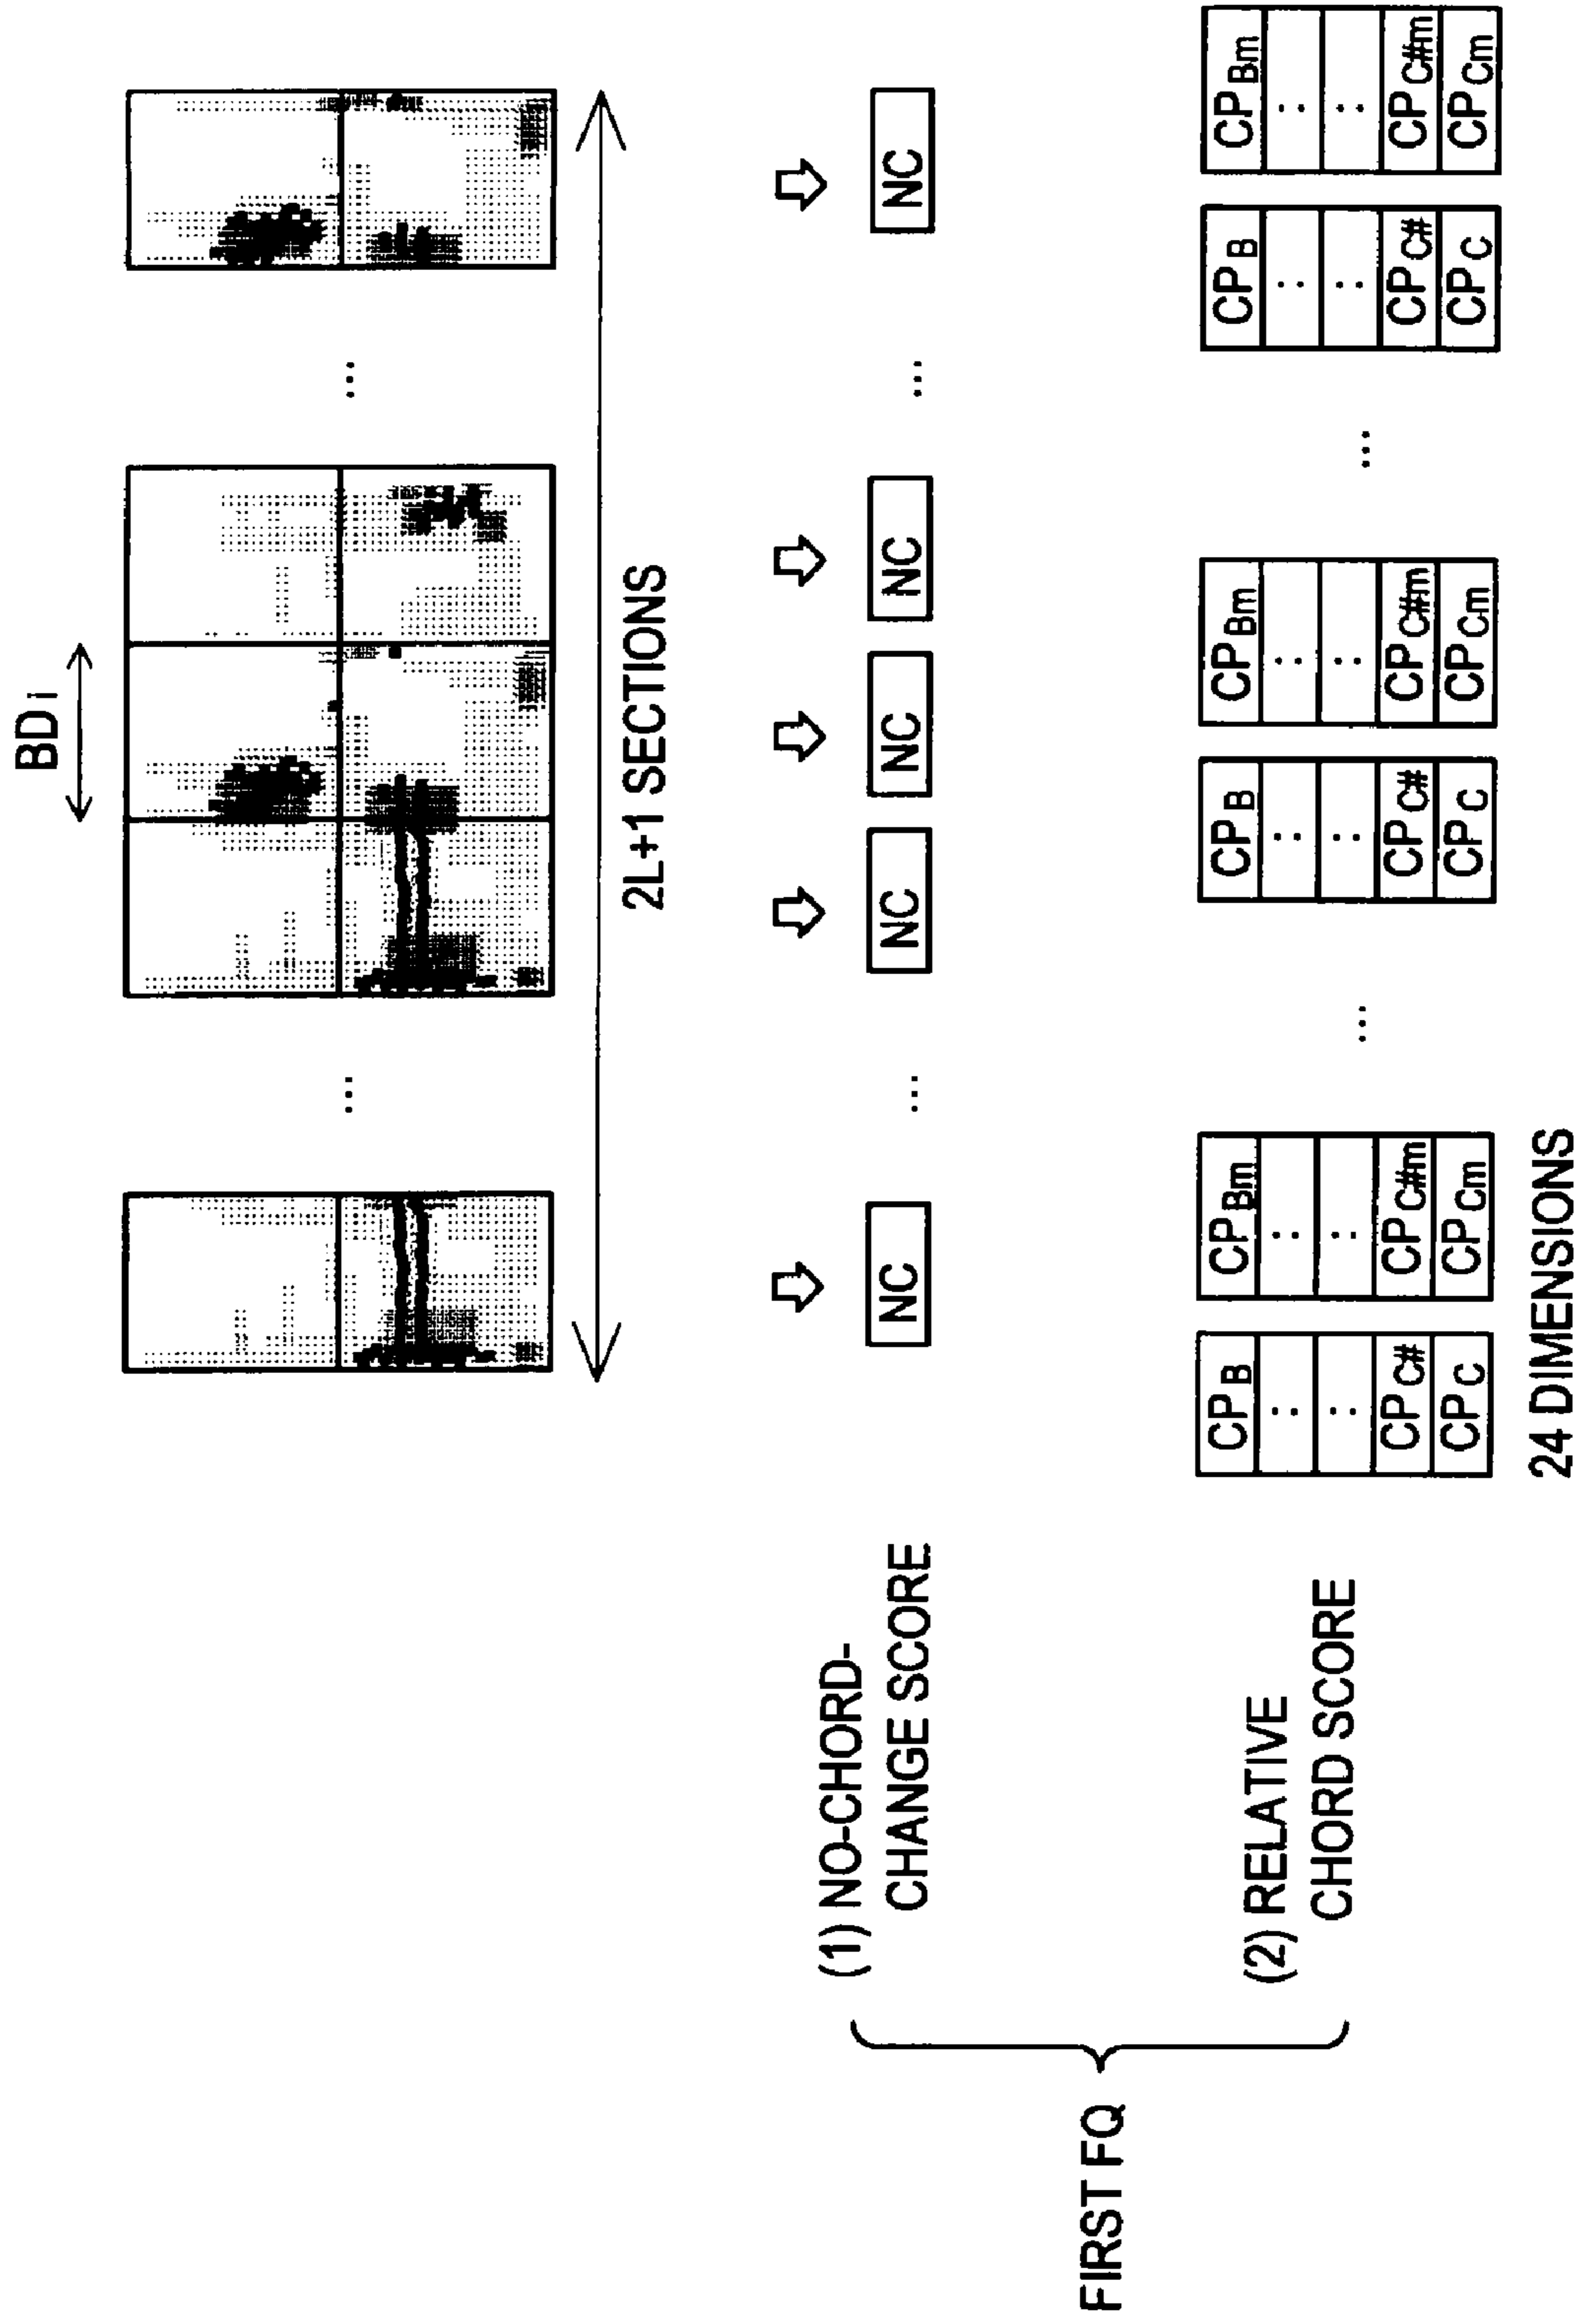 BDi
...
...
2L+1 SECTIONS
FIRST FQ
(1) NO-CHORD-
CHANGE SCORE
NC
...
NC
NC
NC
...
NC
(2) RELATIVE
CHORD SCORE
CPB
:
:
CPC#
CPC
CPBm
:
:
CPC#m
CPCm
...
CPB
:
:
CPC#
CPC
CPBm
:
:
CPC#m
CPCm
...
CPB
:
:
CPC#
CPC
CPBm
:
:
CPC#m
CPCm
24 DIMENSIONS